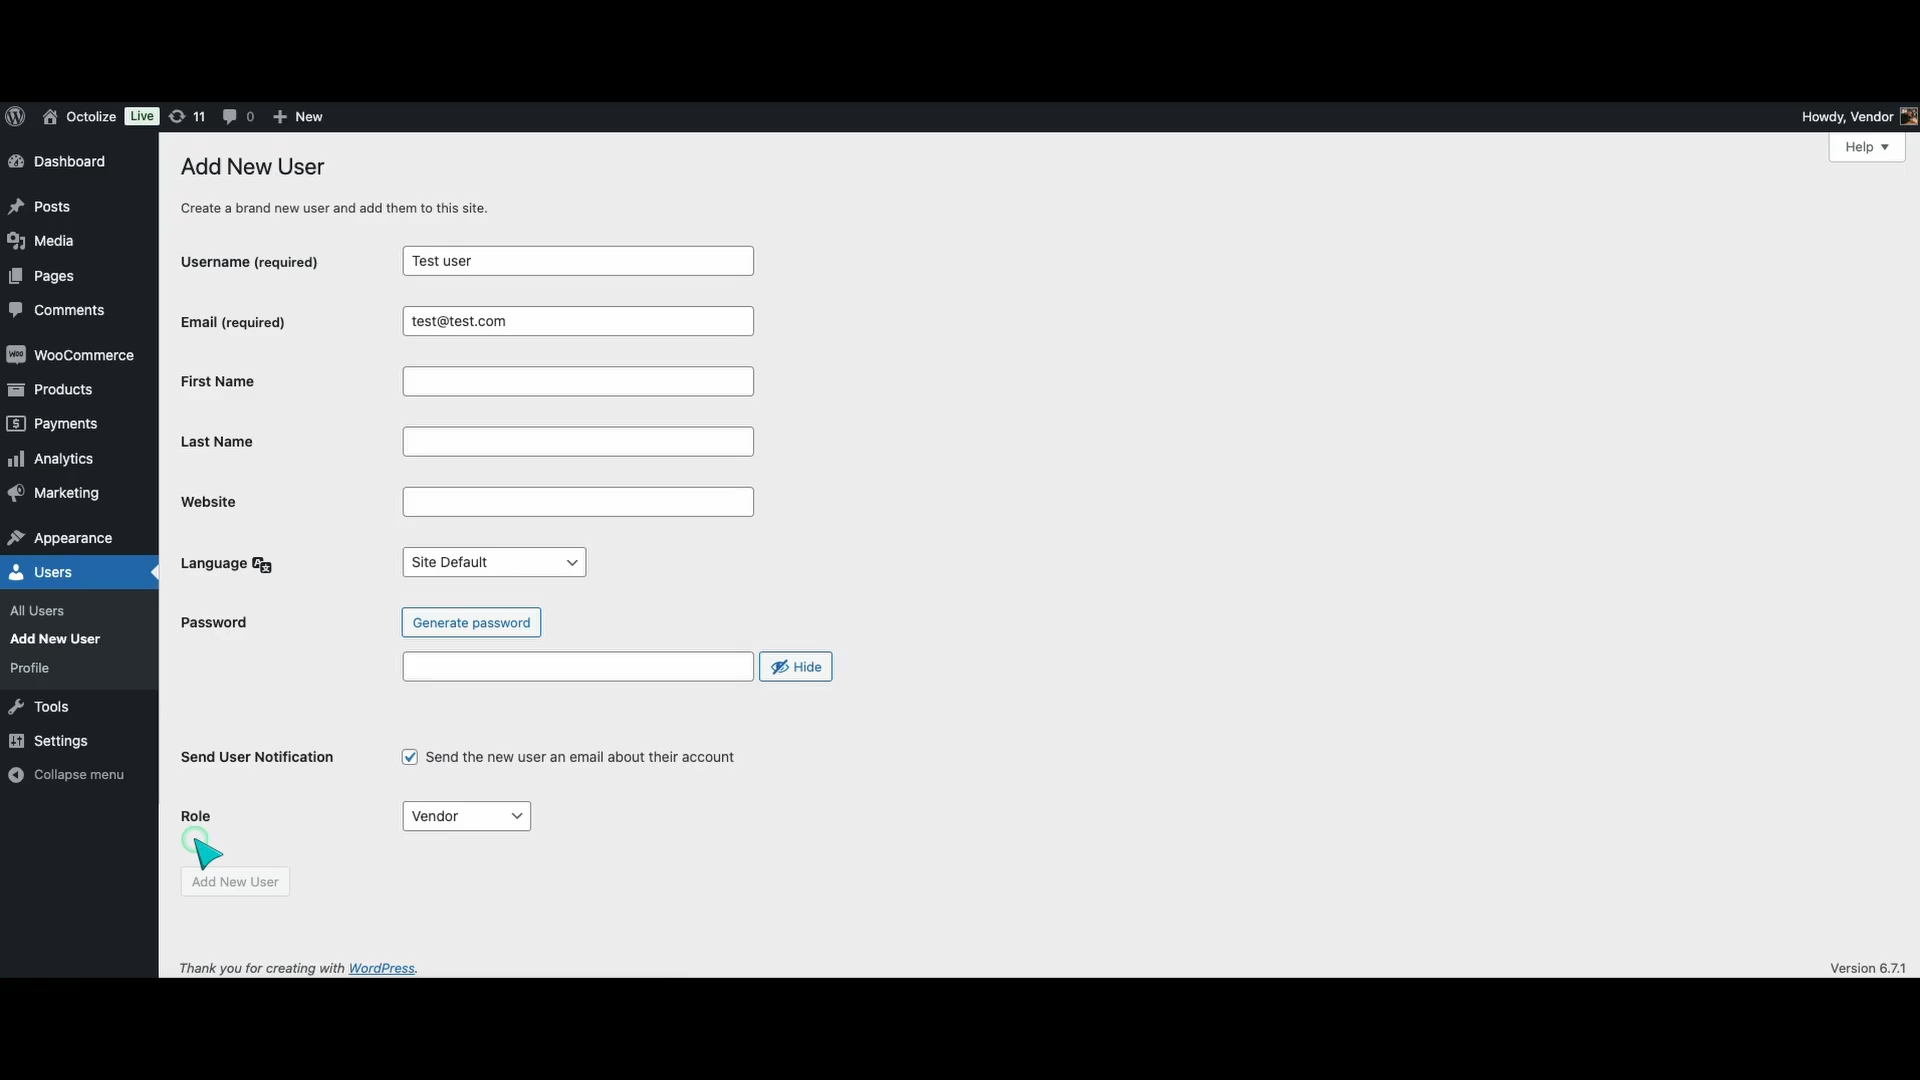 Octolize Live 11 0 New Howdy, Vendor
Help
Dashboard
Posts
Media
Pages
Comments
WooCommerce
Products
Payments
Analytics
Marketing
Appearance
Users
All Users
Add New User
Profile
Tools
Settings
Collapse menu
Add New User
Create a brand new user and add them to this site.
Username (required) Test user
Email (required) test@test.com
First Name
Last Name
Website
Language Site Default
Password Generate password
Hide
Send User Notification Send the new user an email about their account
Role Vendor
Add New User
Thank you for creating with WordPress. Version 6.7.1